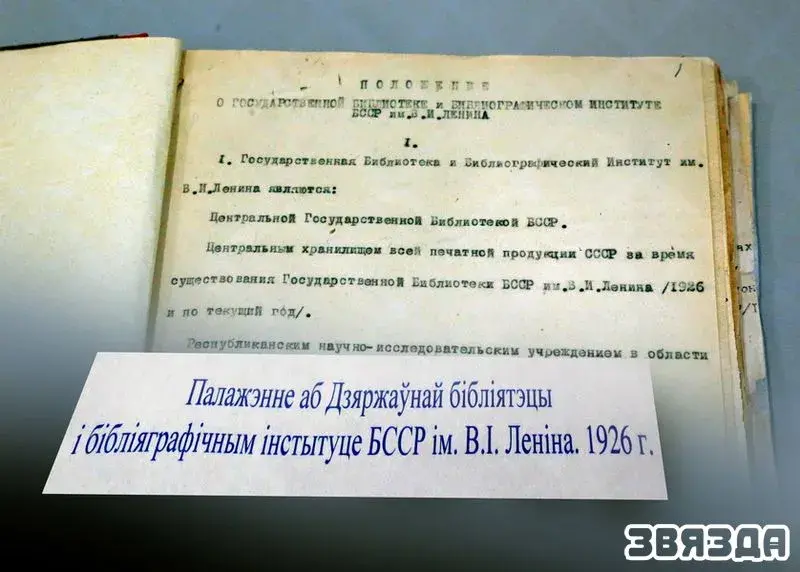 ПОЛОЖЕНИЕ
О ГОСУДАРСТВЕННОЙ БИБЛИОТЕКЕ и БИБЛИОГРАФИЧЕСКОМ ИНСТИТУТЕ
БССР им.В.И.ЛЕНИНА
I.
I. Государственная Библиотека и Библиографический Институт им.
В.И.Ленина являются:
Центральной Государственной Библиотекой БССР.
Центральным хранилищем всей печатной продукции СССР за время
существования Государственной Библиотеки БССР им.В.И.Ленина /1926
и по текущий год/.
Республиканским научно-исследовательским учреждением в области
Палажэнне аб Дзяржаўнай бібліятэцы
і бібліяграфічным інстытуце БССР ім. В.І. Леніна. 1926 г.
ЗВЯЗДА